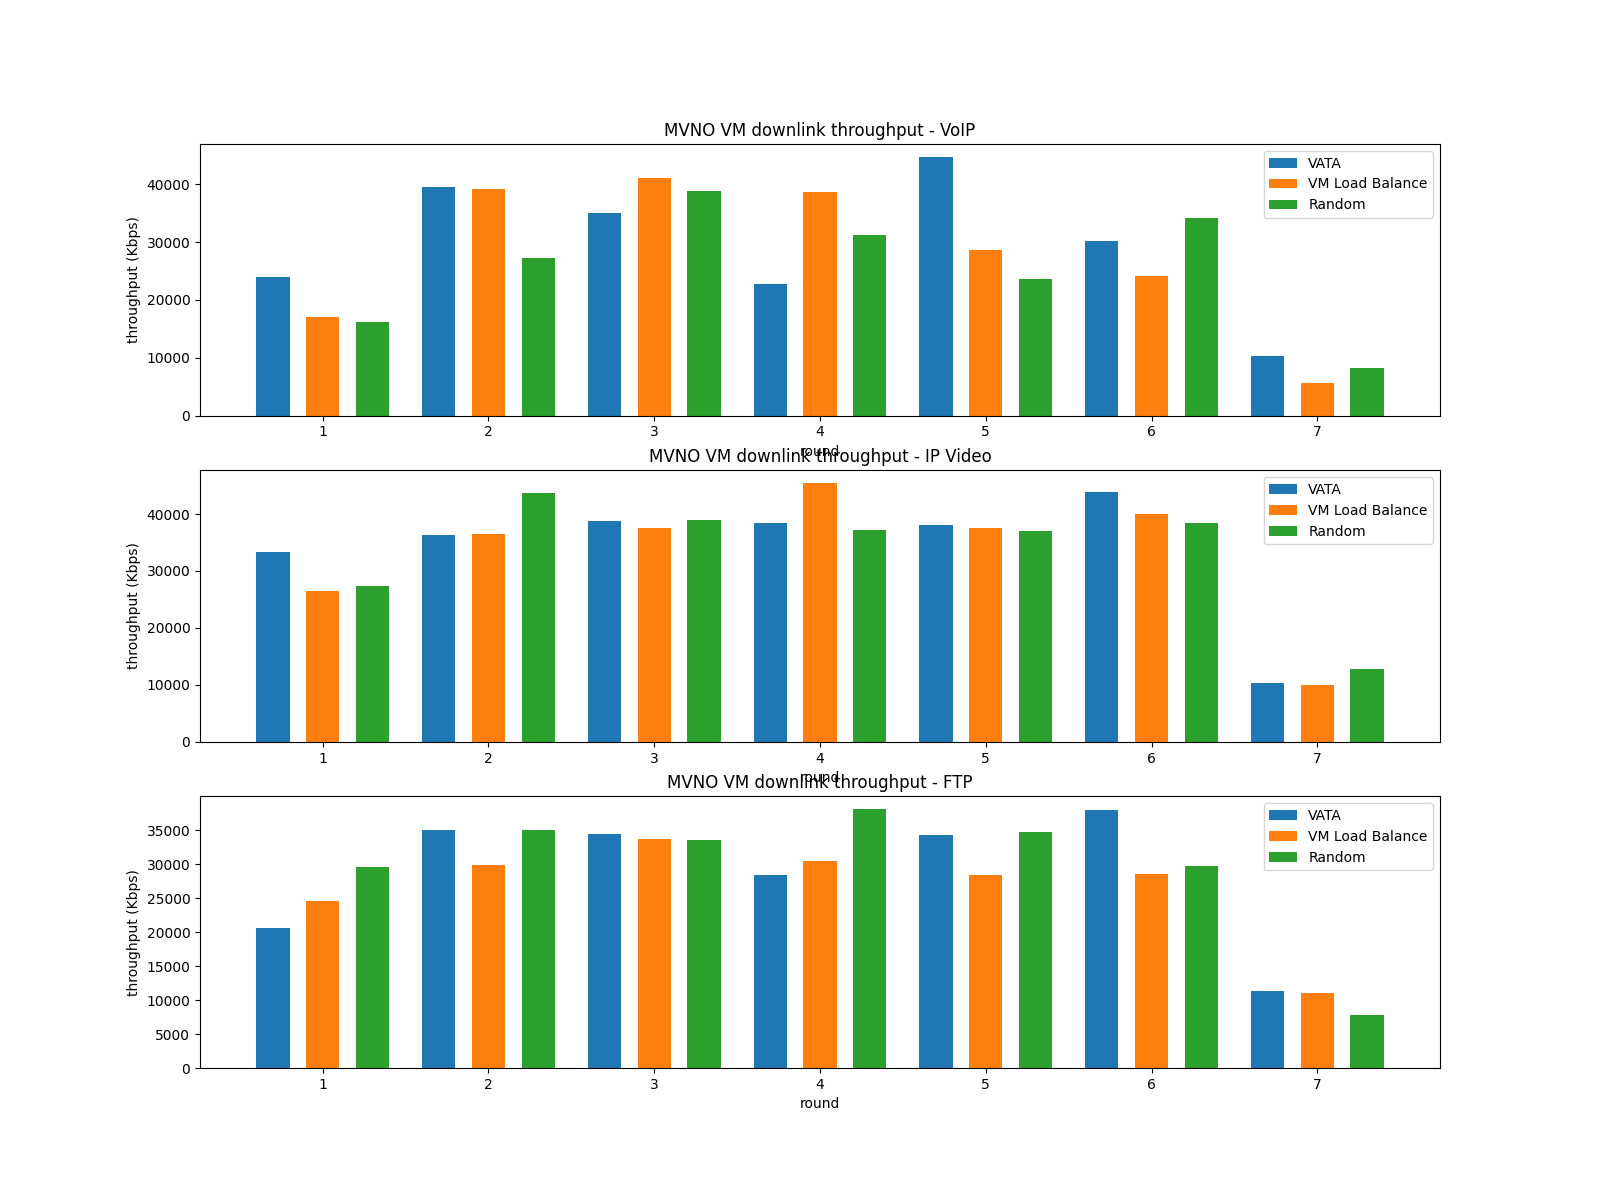 MVNO VM downlink throughput - VoIP
throughput (Kbps)
40000
30000
20000
10000
0
VATA
VM Load Balance
Random
1 2 3 4 5 6 7
round
MVNO VM downlink throughput - IP Video
throughput (Kbps)
40000
30000
20000
10000
0
VATA
VM Load Balance
Random
1 2 3 4 5 6 7
round
MVNO VM downlink throughput - FTP
throughput (Kbps)
35000
30000
25000
20000
15000
10000
5000
0
VATA
VM Load Balance
Random
1 2 3 4 5 6 7
round